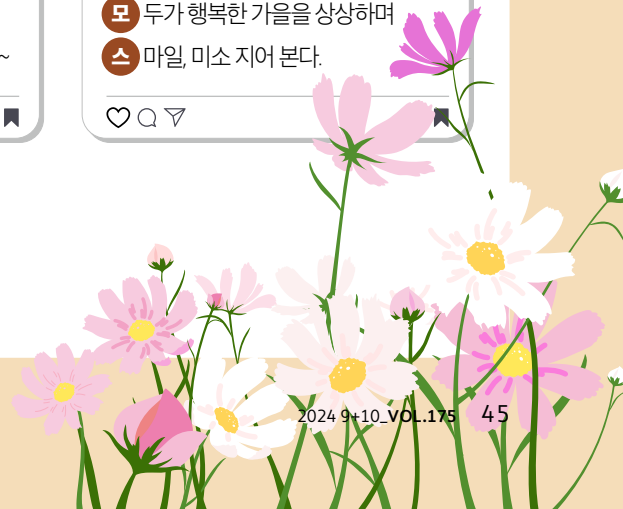 모두가 행복한 가을을 상상하며
스마일, 미소 지어 본다.
~
2024 9+10_VOL.175 45